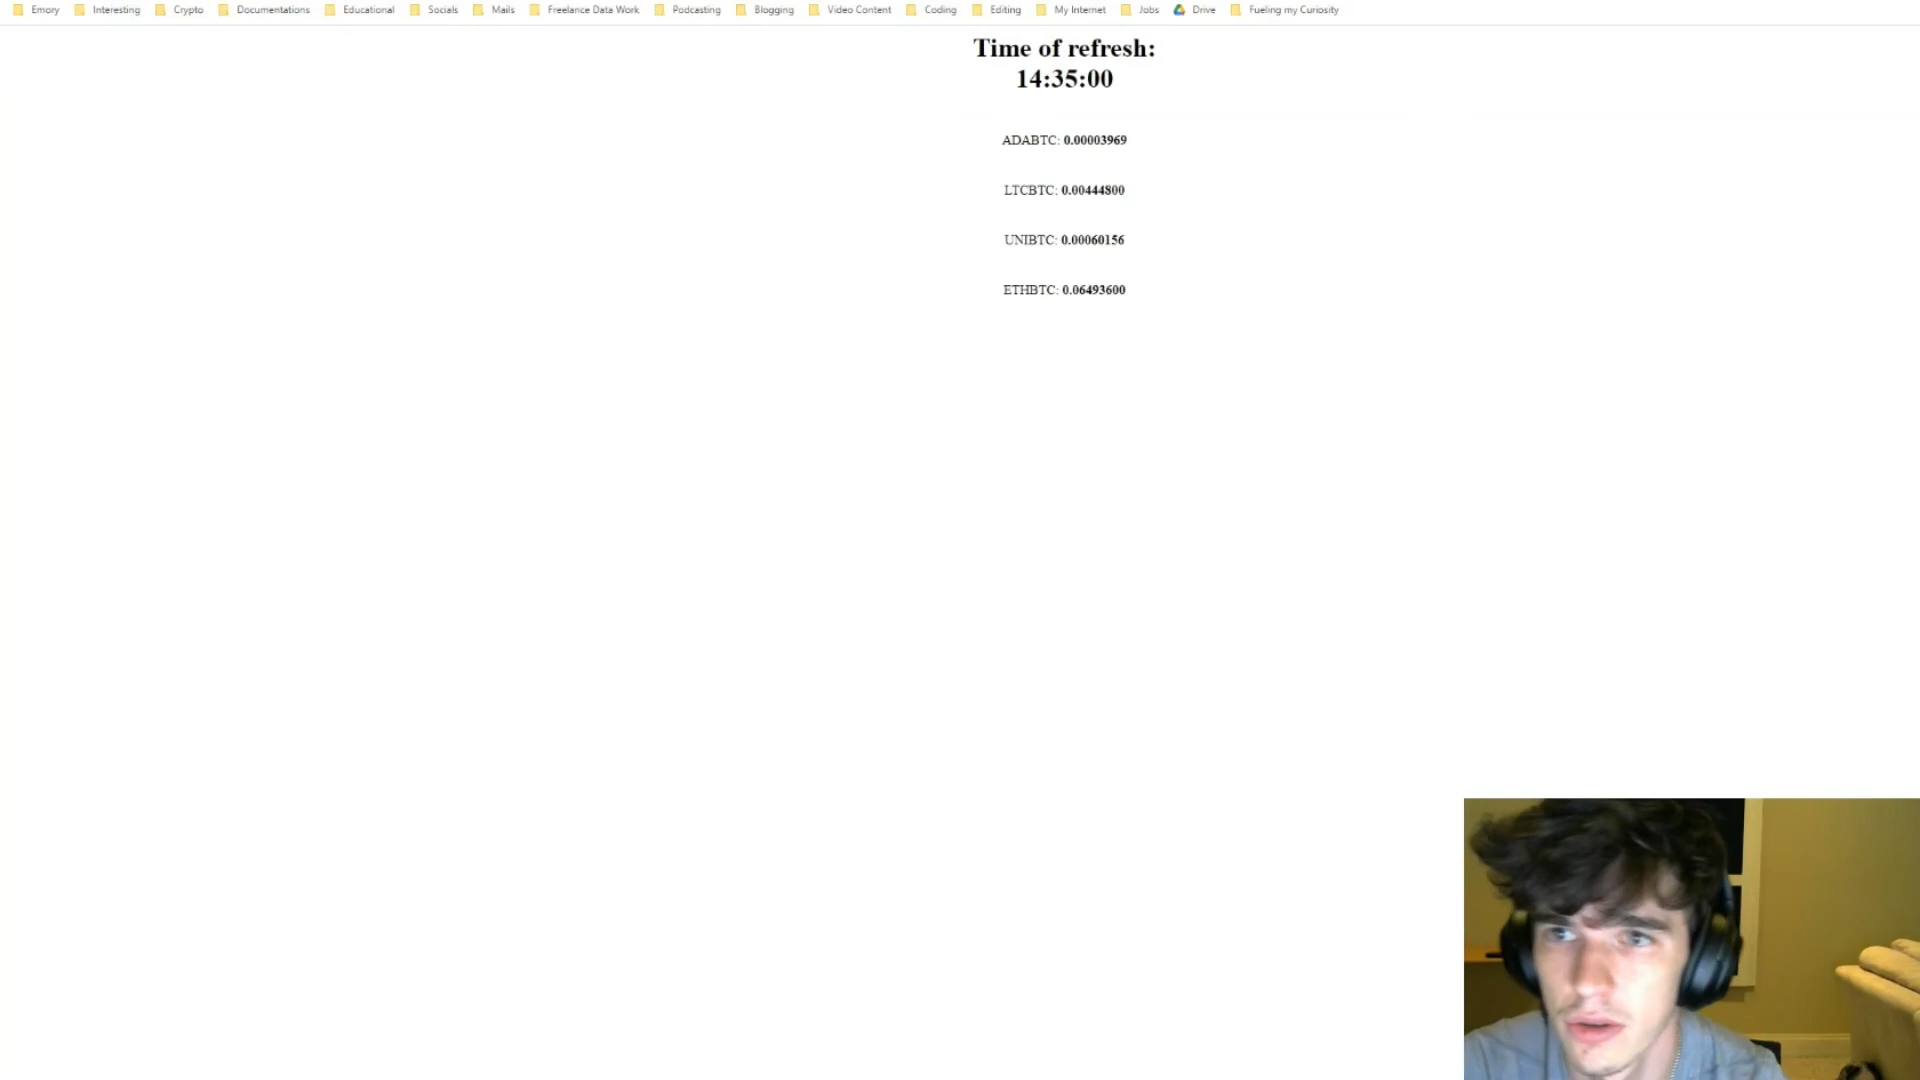 Emory Interesting Crypto Documentations Educational Socials Mails Freelance Data Work Podcasting Blogging Video Content Coding Editing My Internet Jobs Drive Fueling my Curiosity
Time of refresh:
14:35:00
ADABTC: 0.00003969
LTCBTC: 0.00444800
UNIBTC: 0.00060156
ETHBTC: 0.06493600